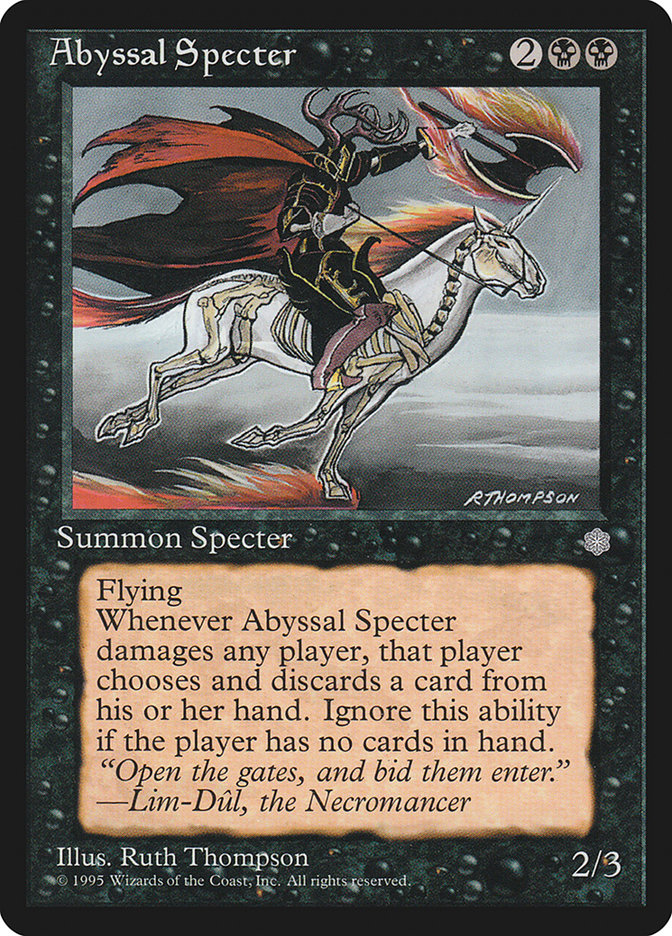 Abyssal Specter 2
R THOMPSON
Summon Specter
Flying
Whenever Abyssal Specter
damages any player, that player
chooses and discards a card from
his or her hand. Ignore this ability
if the player has no cards in hand.
“Open the gates, and bid them enter.”
—Lim-Dûl, the Necromancer
Illus. Ruth Thompson
© 1995 Wizards of the Coast, Inc. All rights reserved.
2/3